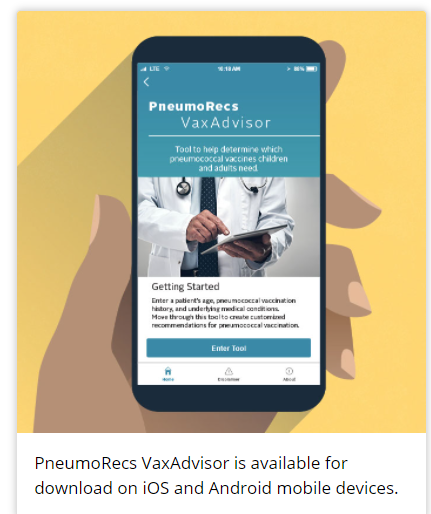 LTE 10:10 AM 88%
PneumoRecs
VaxAdvisor
Tool to help determine which
pneumococcal vaccines children
and adults need.
Getting Started
Enter a patient's age, pneumococcal vaccination
history, and underlying medical conditions.
Move through this tool to create customized
recommendations for pneumococcal vaccination.
Enter Tool
Home Disclaimer About
PneumoRecs VaxAdvisor is available for
download on iOS and Android mobile devices.